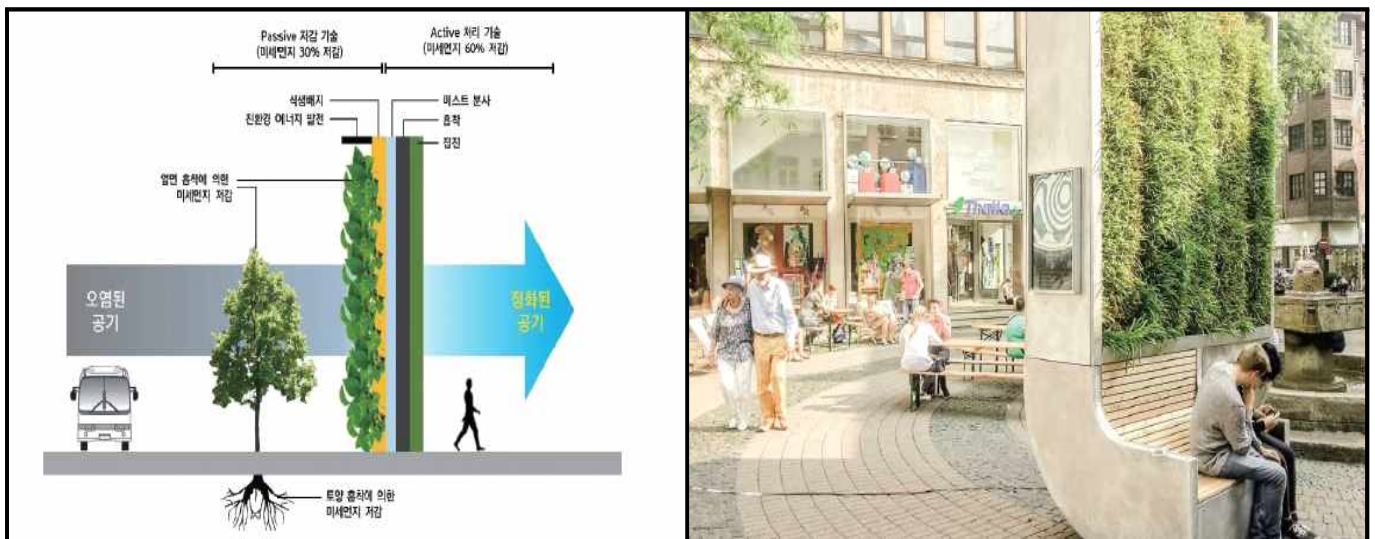 Passive 저감 기술
(미세먼지 30% 저감)
Active 처리 기술
(미세먼지 60% 저감)
식생배지
친환경 에너지 발전
미스트 분사
흡착
집진
엽면 흡착에 의한
미세먼지 저감
오염된
공기
정화된
공기
토양 흡착에 의한
미세먼지 저감
Thalia